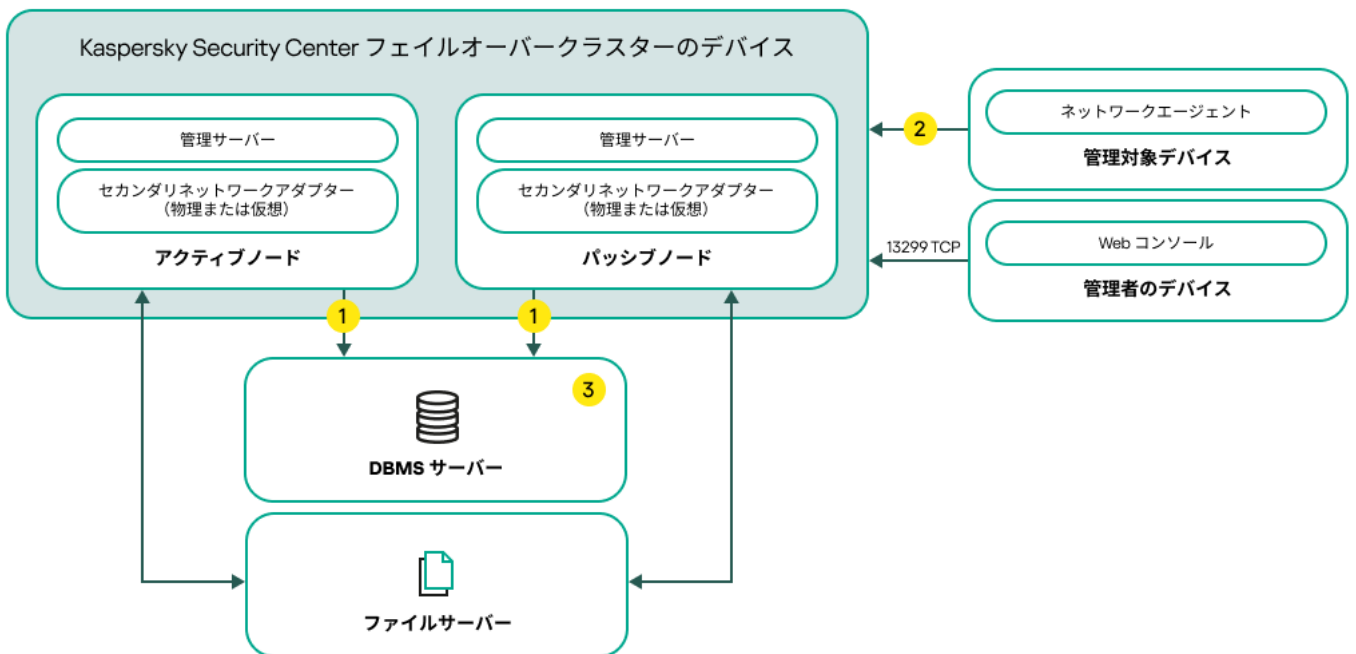 Kaspersky Security Center フェイルオーバークラスターのデバイス
管理サーバー
セカンダリネットワークアダプター
(物理または仮想)
アクティブノード
管理サーバー
セカンダリネットワークアダプター
(物理または仮想)
パッシブノード
2
ネットワークエージェント
管理対象デバイス
13299 TCP
Web コンソール
管理者のデバイス
1
1
3
DBMS サーバー
ファイルサーバー